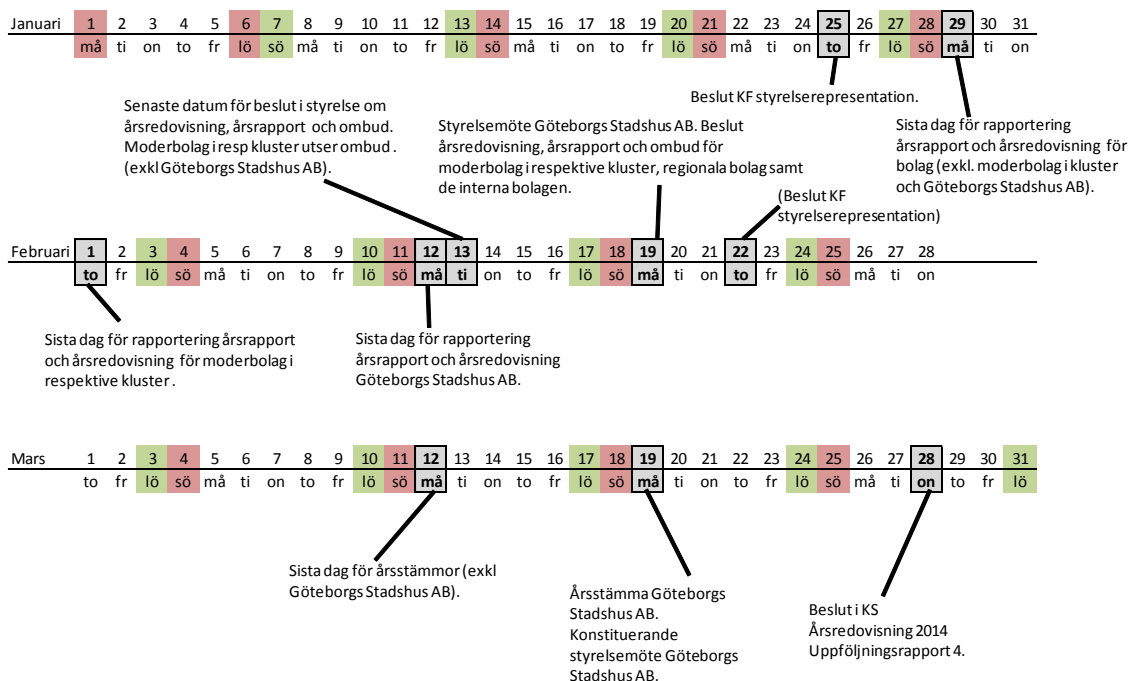 Januari 1 2 3 4 5 6 7 8 9 10 11 12 13 14 15 16 17 18 19 20 21 22 23 24 25 26 27 28 29 30 31
må ti on to fr lö sö må ti on to fr lö sö må ti on to fr lö sö må ti on to fr lö sö må ti on
Senaste datum för beslut i styrelse om
årsredovisning, årsrapport och ombud.
Moderbolag i resp kluster utser ombud .
(exkl Göteborgs Stadshus AB).
Styrelsemöte Göteborgs Stadshus AB. Beslut
årsredovisning, årsrapport och ombud för
moderbolag i respektive kluster, regionala bolag samt
de interna bolagen.
Beslut KF styrelserepresentation.
(Beslut KF
styrelserepresentation)
Sista dag för rapportering
årsrapport och årsredovisning för
bolag (exkl. moderbolag i kluster
och Göteborgs Stadshus AB).
Februari 1 2 3 4 5 6 7 8 9 10 11 12 13 14 15 16 17 18 19 20 21 22 23 24 25 26 27 28
to fr lö sö må ti on to fr lö sö må ti on to fr lö sö må ti on to fr lö sö må ti on
Sista dag för rapportering årsrapport
och årsredovisning för moderbolag i
respektive kluster .
Sista dag för rapportering
årsrapport och årsredovisning
Göteborgs Stadshus AB.
Mars 1 2 3 4 5 6 7 8 9 10 11 12 13 14 15 16 17 18 19 20 21 22 23 24 25 26 27 28 29 30 31
to fr lö sö må ti on to fr lö sö må ti on to fr lö sö må ti on to fr lö sö må ti on to fr lö
Sista dag för årsstämmor (exkl
Göteborgs Stadshus AB).
Årsstämma Göteborgs
Stadshus AB.
Konstituerande
styrelsemöte Göteborgs
Stadshus AB.
Beslut i KS
Årsredovisning 2014
Uppföljningsrapport 4.